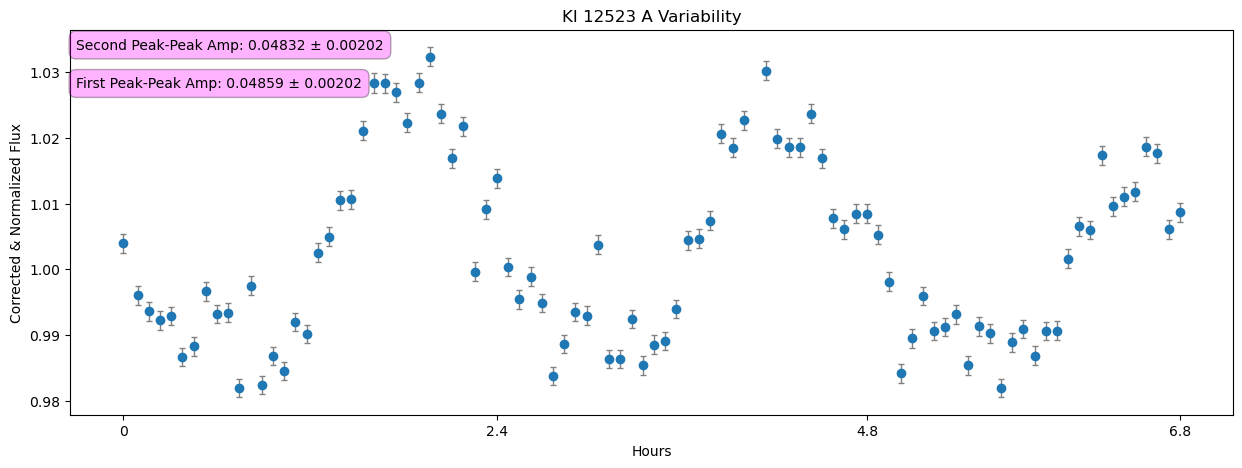 KI 12523 A Variability
Second Peak-Peak Amp: 0.04832 ± 0.00202
First Peak-Peak Amp: 0.04859 ± 0.00202
Corrected & Normalized Flux
1.03
1.02
1.01
1.00
0.99
0.98
0
2.4
4.8
6.8
Hours